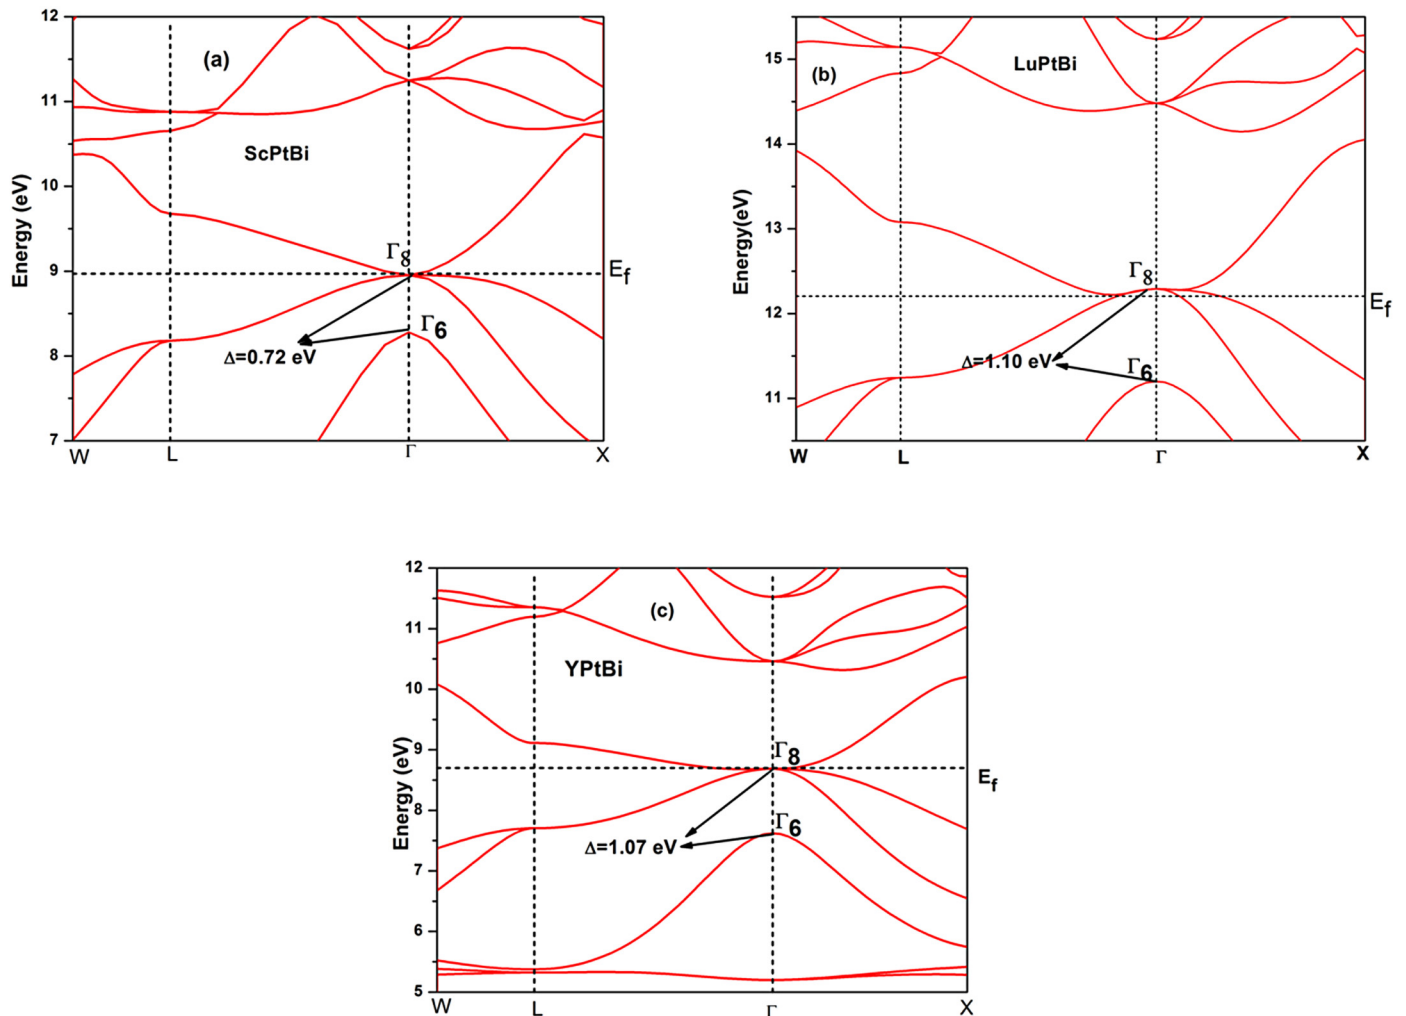 12
11
10
9
8
7
Energy (eV)
(a)
ScPtBi
Γ8
Ef
Γ6
Δ=0.72 eV
W L Γ X
15
14
13
12
11
Energy(eV)
(b)
LuPtBi
Γ8
Ef
Δ=1.10 eV
Γ6
W L Γ X
12
11
10
9
8
7
6
5
Energy (eV)
(c)
YPtBi
Γ8
Ef
Γ6
Δ=1.07 eV
W L Γ X